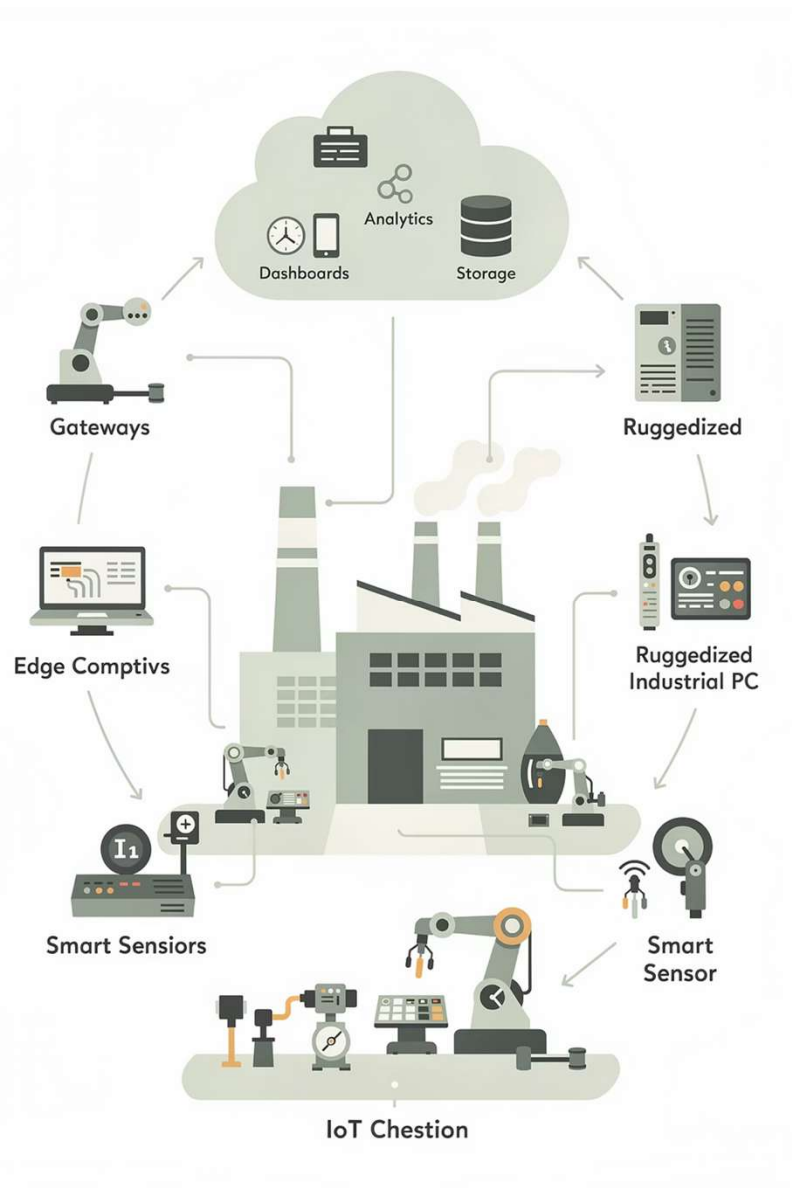 Analytics
Dashboards
Storage
Gateways
Ruggedized
Edge Comptivs
Ruggedized
Industrial PC
I1
Smart Sensiors
Smart
Sensor
IoT Chestion